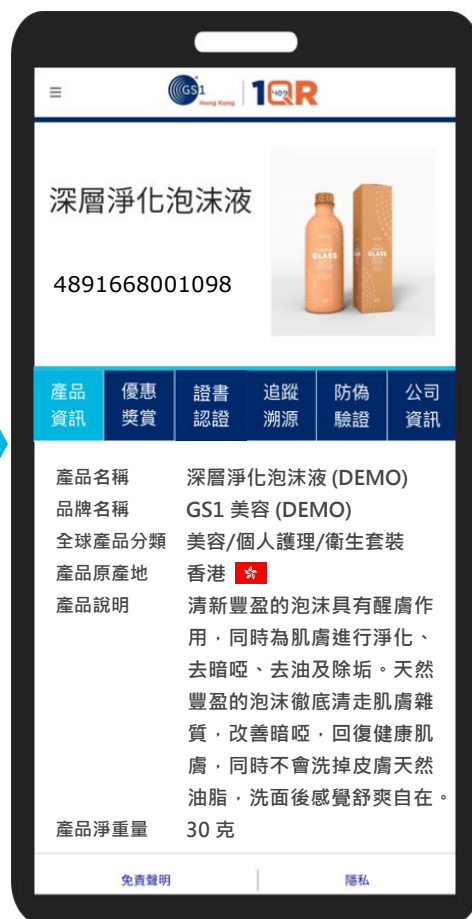 ≡ GS1 Hong Kong 1QR 489
深層淨化泡沫液
4891668001098
GLASS
GLASS
產品資訊 優惠獎賞 證書認證 追蹤溯源 防偽驗證 公司資訊
產品名稱 深層淨化泡沫液 (DEMO)
品牌名稱 GS1 美容 (DEMO)
全球產品分類 美容/個人護理/衛生套裝
產品原產地 香港
產品說明 清新豐盈的泡沫具有醒膚作
用，同時為肌膚進行淨化、
去暗啞、去油及除垢。天然
豐盈的泡沫徹底清走肌膚雜
質，改善暗啞，回復健康肌
膚，同時不會洗掉皮膚天然
油脂，洗面後感覺舒爽自在。
產品淨重量 30 克
免責聲明 | 隱私